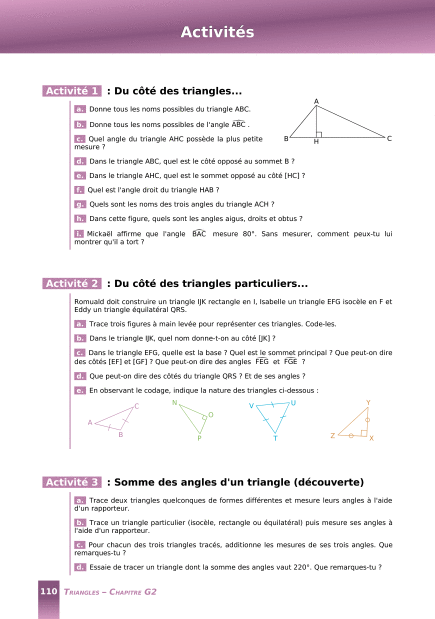 Activités
Activité 1 : Du côté des triangles...
a. Donne tous les noms possibles du triangle ABC.
b. Donne tous les noms possibles de l'angle ABC .
c. Quel angle du triangle AHC possède la plus petite
mesure ?
d. Dans le triangle ABC, quel est le côté opposé au sommet B ?
e. Dans le triangle AHC, quel est le sommet opposé au côté [HC] ?
f. Quel est l'angle droit du triangle HAB ?
g. Quels sont les noms des trois angles du triangle ACH ?
h. Dans cette figure, quels sont les angles aigus, droits et obtus ?
i. Mickaël affirme que l'angle BAC mesure 80°. Sans mesurer, comment peux-tu lui
montrer qu'il a tort ?
A
B
H
C
Activité 2 : Du côté des triangles particuliers...
Romuald doit construire un triangle IJK rectangle en I, Isabelle un triangle EFG isocèle en F et
Eddy un triangle équilatéral QRS.
a. Trace trois figures à main levée pour représenter ces triangles. Code-les.
b. Dans le triangle IJK, quel nom donne-t-on au côté [JK] ?
c. Dans le triangle EFG, quelle est la base ? Quel est le sommet principal ? Que peut-on dire
des côtés [EF] et [GF] ? Que peut-on dire des angles FEG et FGE ?
d. Que peut-on dire des côtés du triangle QRS ? Et de ses angles ?
e. En observant le codage, indique la nature des triangles ci-dessous :
A
B
C
N
O
P
V
U
T
Y
Z
X
Activité 3 : Somme des angles d'un triangle (découverte)
a. Trace deux triangles quelconques de formes différentes et mesure leurs angles à l'aide
d'un rapporteur.
b. Trace un triangle particulier (isocèle, rectangle ou équilatéral) puis mesure ses angles à
l'aide d'un rapporteur.
c. Pour chacun des trois triangles tracés, additionne les mesures de ses trois angles. Que
remarques-tu ?
d. Essaie de tracer un triangle dont la somme des angles vaut 220°. Que remarques-tu ?
110 TRIANGLES – CHAPITRE G2